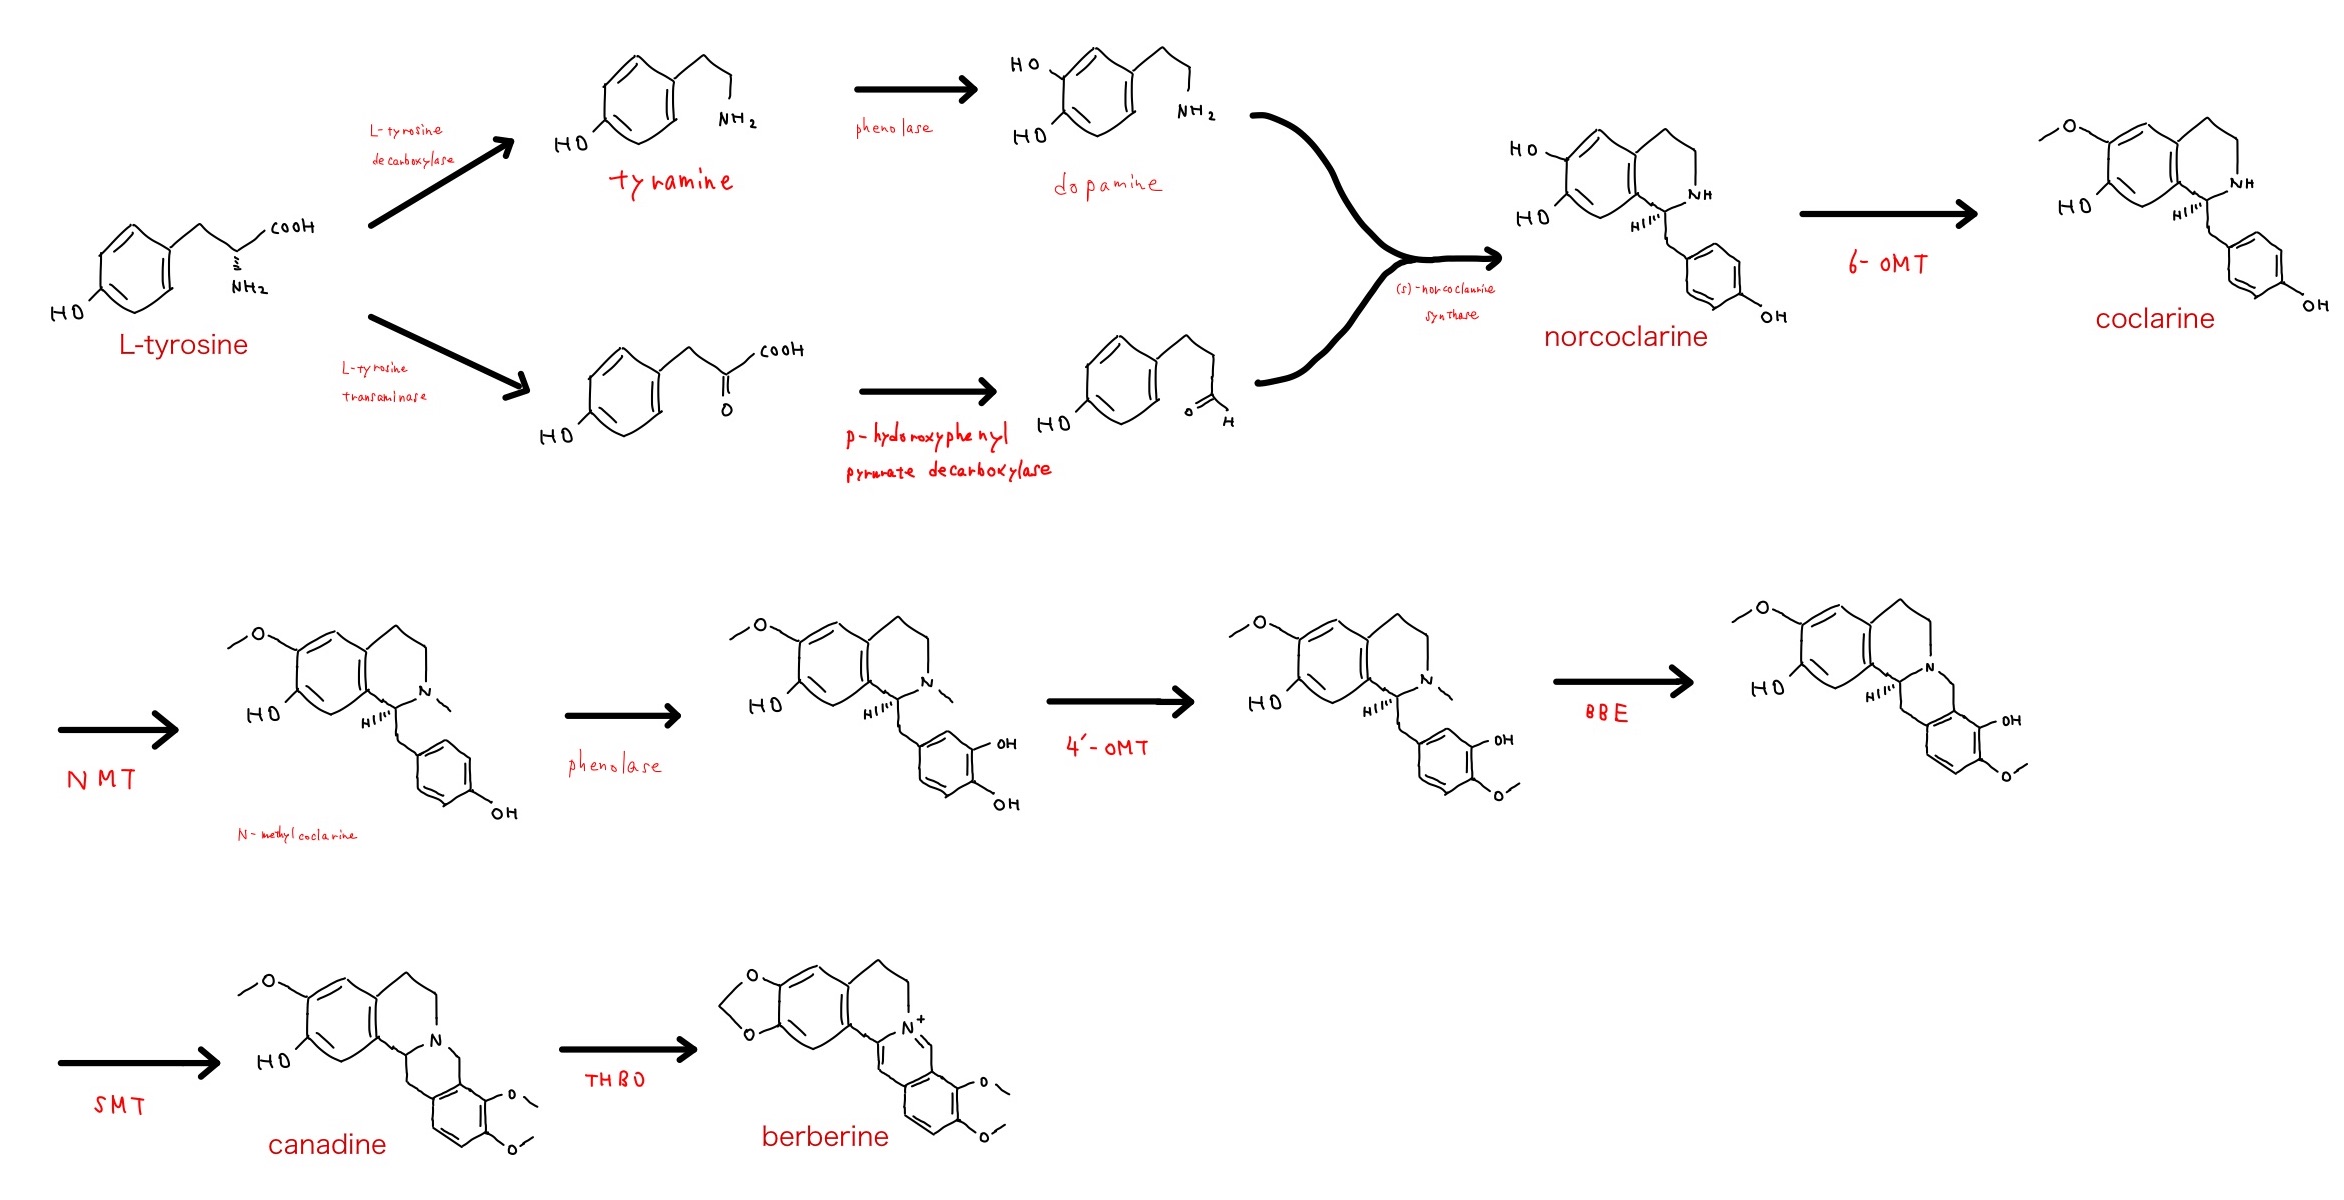 HO
COOH
NH2
L-tyrosine
L-tyrosine
decarboxylase
L-tyrosine
transaminase
HO
NH2
tyramine
phenolase
HO
HO
NH2
dopamine
HO
COOH
O
p-hydoroxyphenyl
pyruvate decarboxylase
HO
O
H
(s)-norcoclaurine
synthase
HO
HO
NH
H
OH
norcoclarine
6-OMT
O
HO
NH
H
OH
coclarine
NMT
O
HO
N
H
OH
N-methylcoclarine
phenolase
O
HO
N
H
OH
OH
4'-OMT
O
HO
N
H
OH
O
BBE
O
HO
N
H
OH
O
SMT
O
HO
N
O
O
canadine
THBO
O
O
N+
O
O
berberine